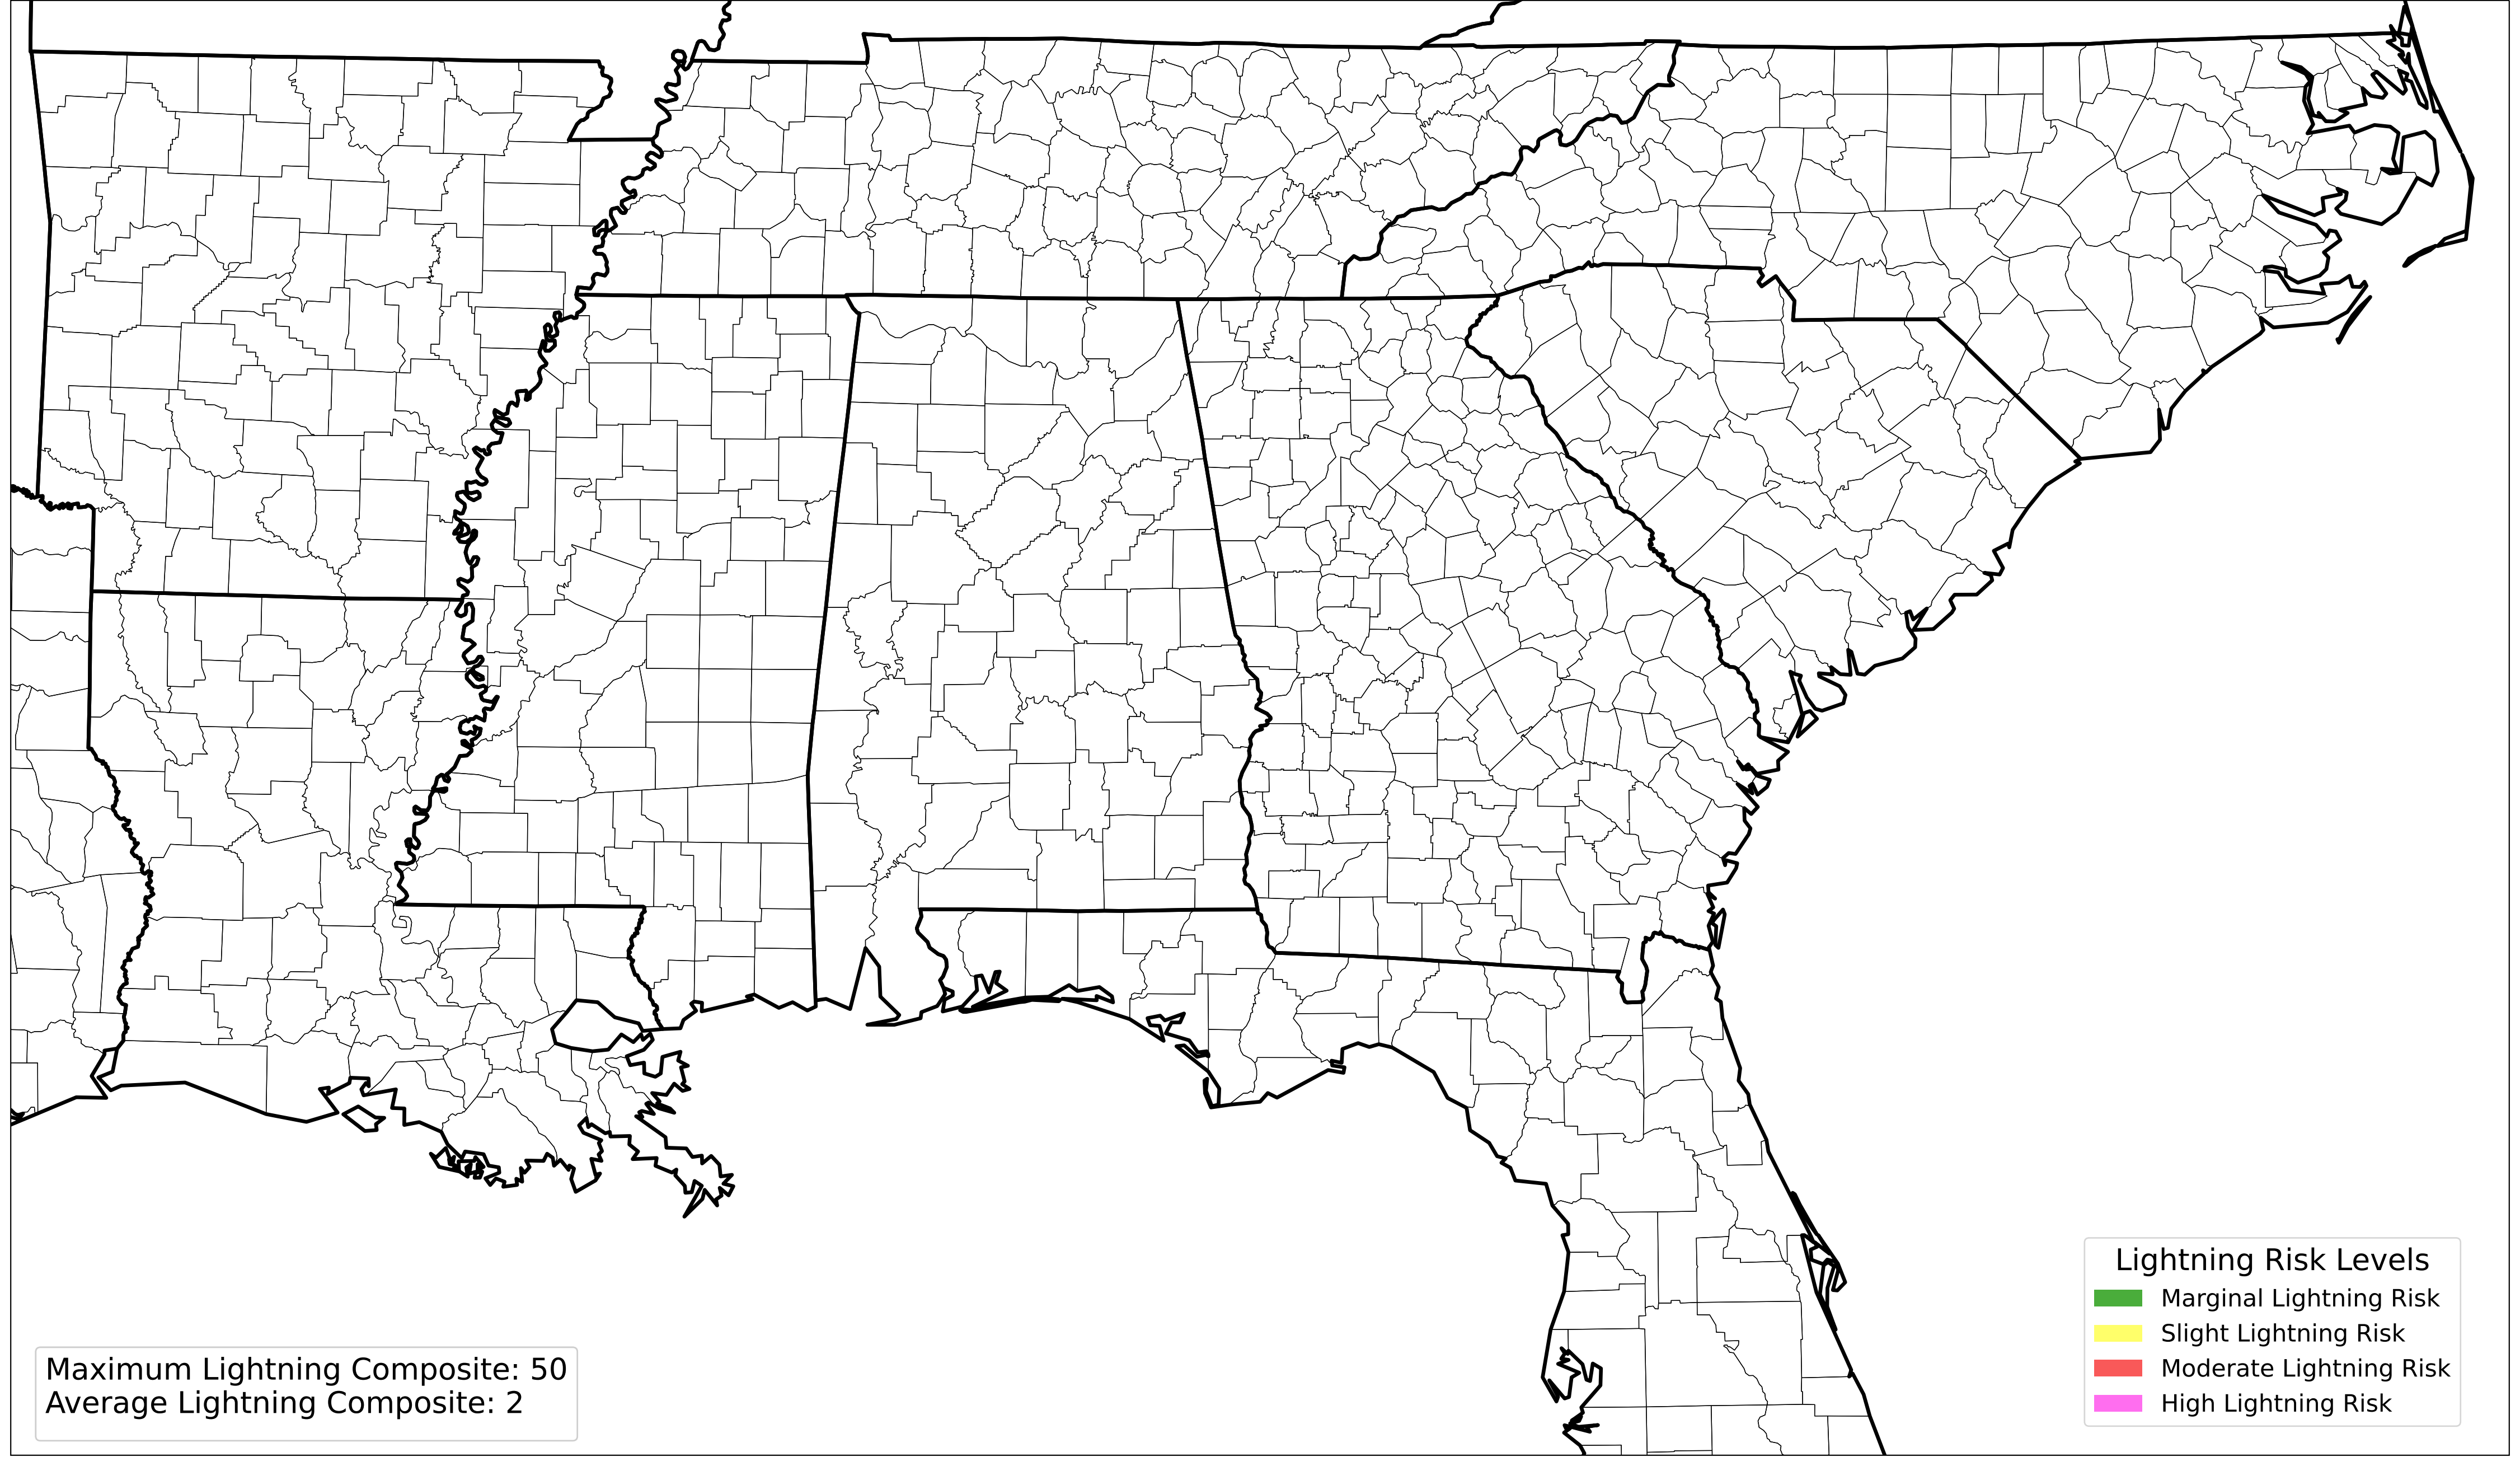 Maximum Lightning Composite: 50
Average Lightning Composite: 2
Lightning Risk Levels
Marginal Lightning Risk
Slight Lightning Risk
Moderate Lightning Risk
High Lightning Risk